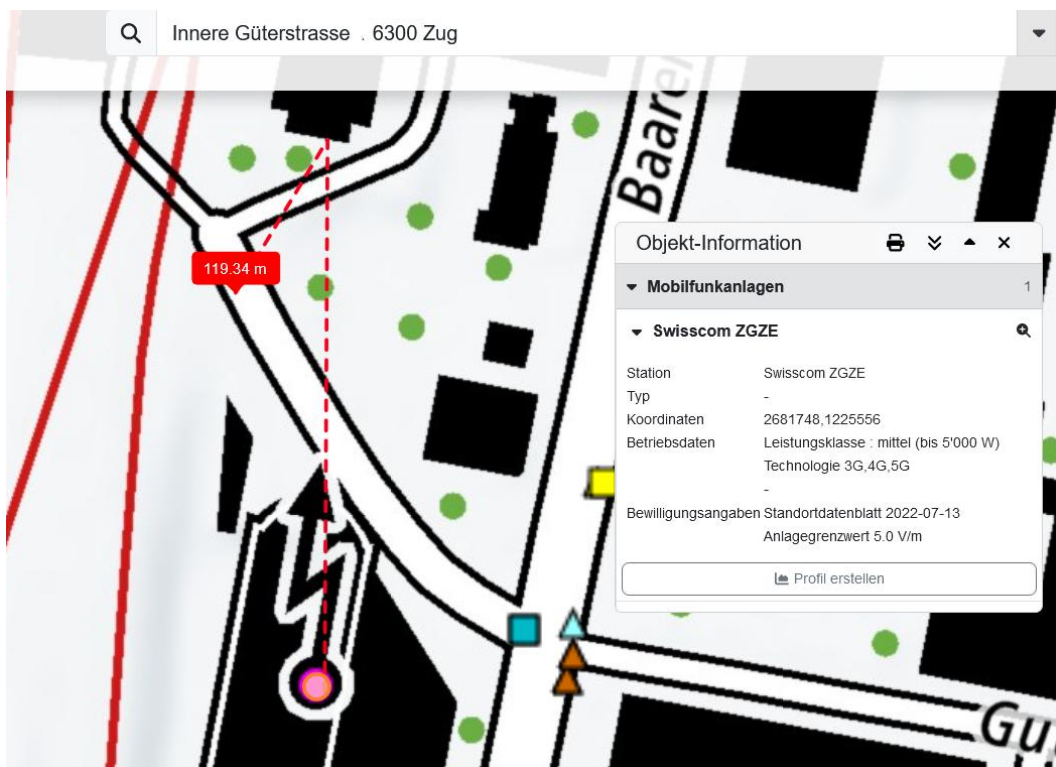 Innere Güterstrasse . 6300 Zug
119.34 m
Objekt-Information
Mobilfunkanlagen 1
Swisscom ZGZE
Station Swisscom ZGZE
Typ -
Koordinaten 2681748,1225556
Betriebsdaten Leistungsklasse : mittel (bis 5'000 W)
Technologie 3G,4G,5G
-
Bewilligungsangaben Standortdatenblatt 2022-07-13
Anlagegrenzwert 5.0 V/m
Profil erstellen